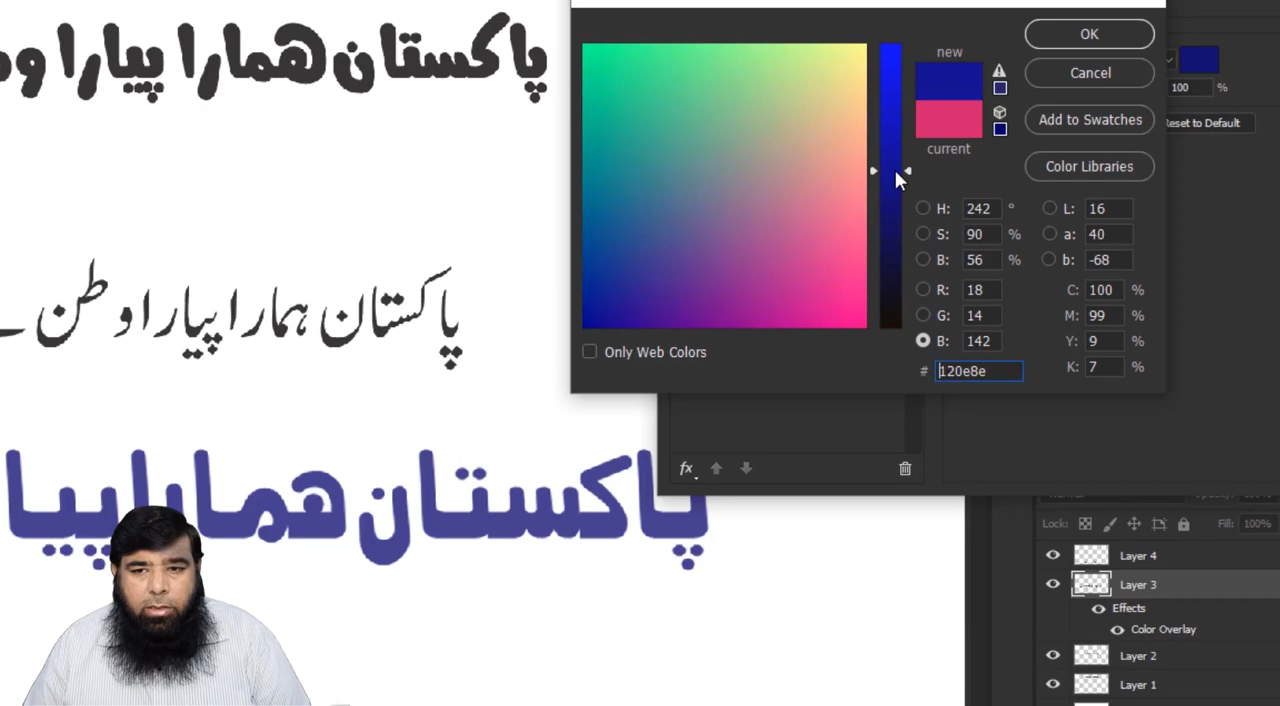 پاکستان ھمارا پیارا
پاکستان ہمارا پیارا وطن
پاکستان ھمارا پیا
new
current
OK
Cancel
Add to Swatches
Color Libraries
H: 242 °
S: 90 %
B: 56 %
R: 18
G: 14
B: 142
# 120e8e
L: 16
a: 40
b: -68
C: 100 %
M: 99 %
Y: 9 %
K: 7 %
Only Web Colors
100 %
Reset to Default
fx
Lock:
Fill: 100%
Layer 4
Layer 3
Effects
Color Overlay
Layer 2
Layer 1